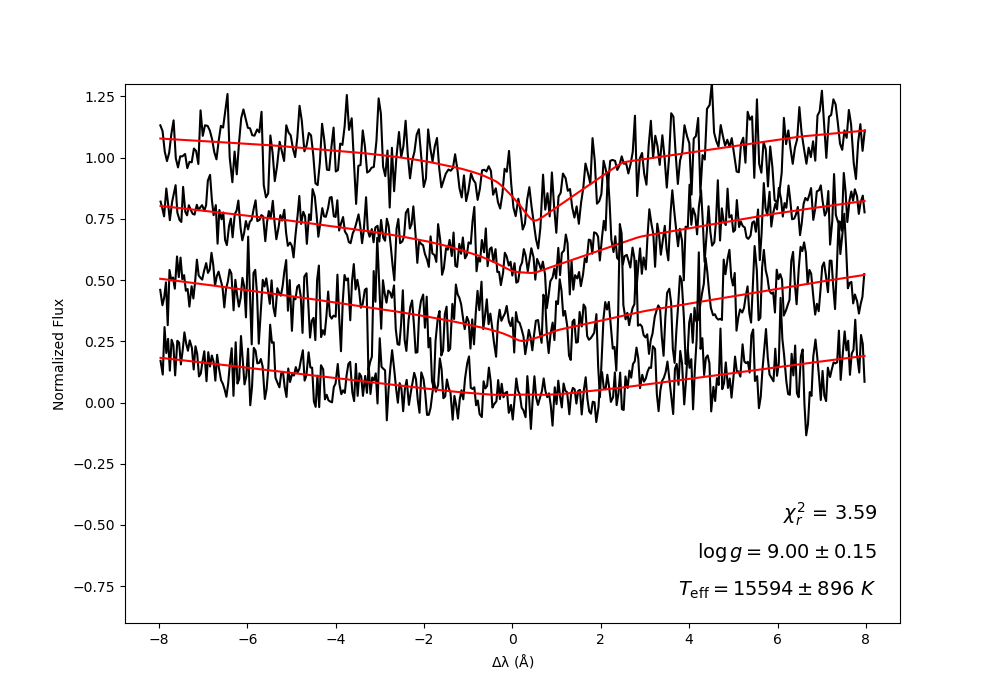 1.25
1.00
0.75
0.50
0.25
0.00
−0.25
−0.50
−0.75
Normalized Flux
χ²ᵣ = 3.59
log g = 9.00 ± 0.15
T_eff = 15594 ± 896 K
−8 −6 −4 −2 0 2 4 6 8
Δλ (Å)